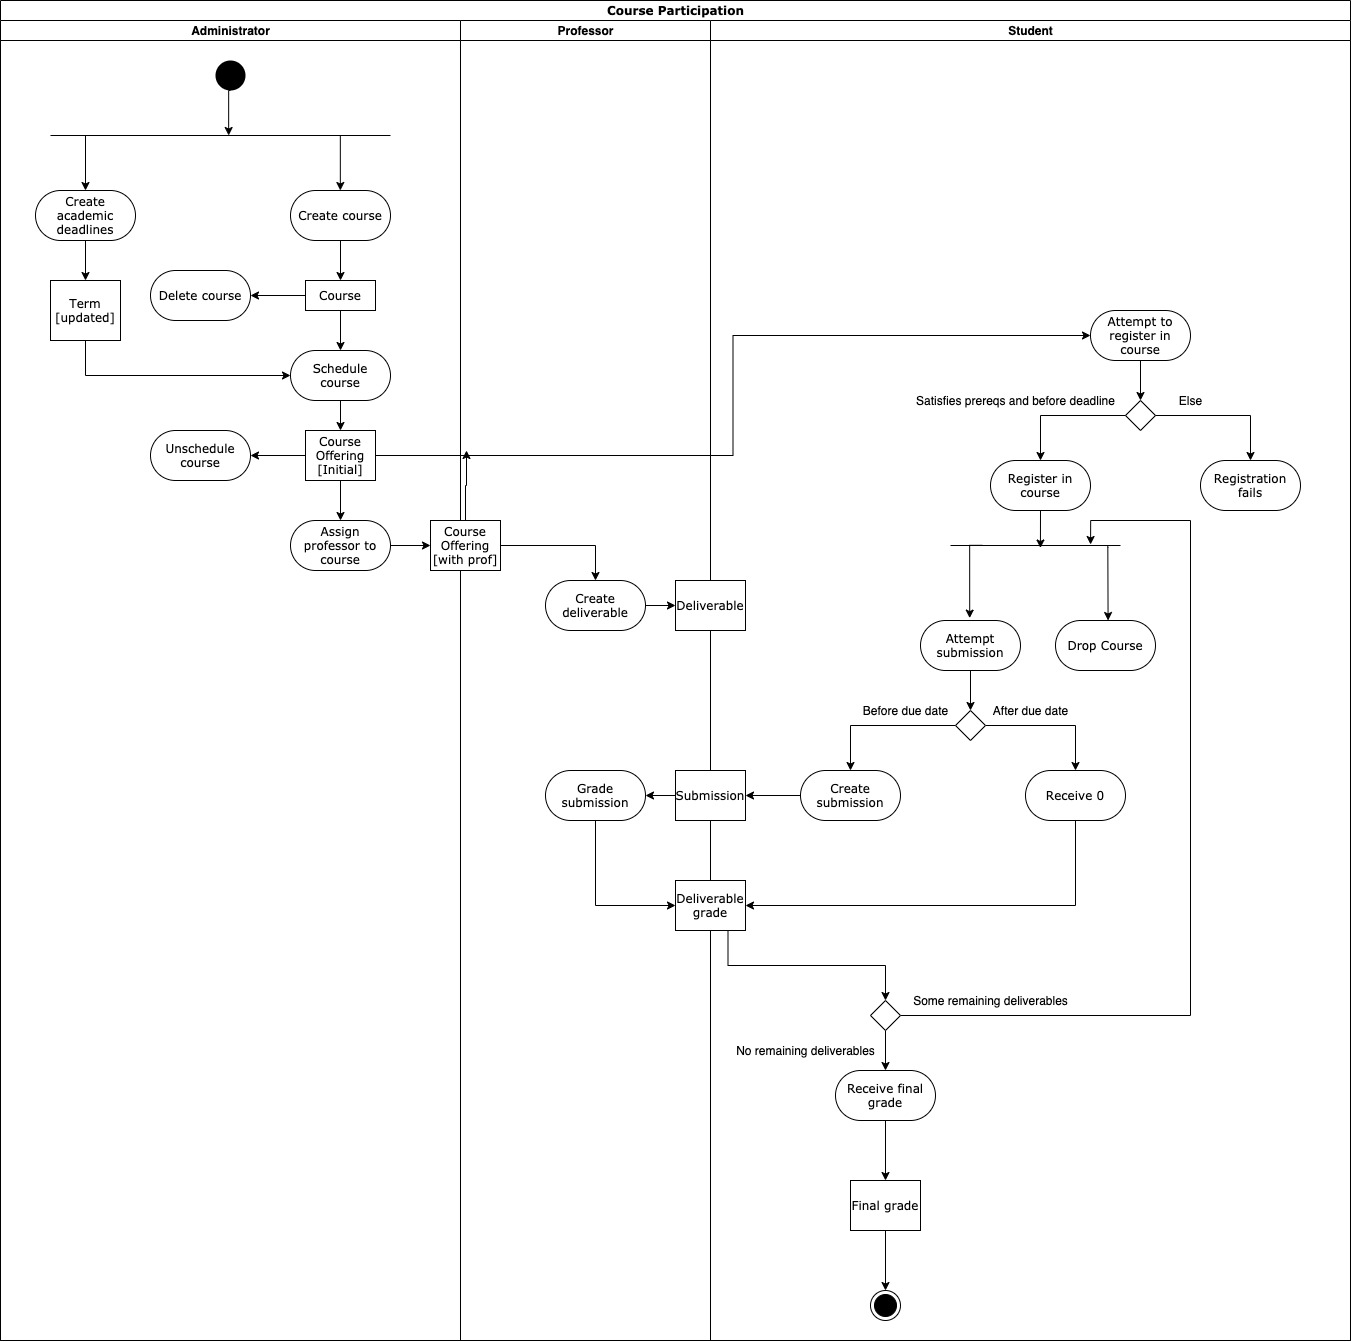 Course Participation
Administrator
Professor
Student
Create
academic
deadlines
Create course
Term
[updated]
Delete course
Course
Schedule
course
Attempt to
register in
course
Satisfies prereqs and before deadline
Else
Unschedule
course
Course
Offering
[Initial]
Register in
course
Registration
fails
Assign
professor to
course
Course
Offering
[with prof]
Create
deliverable
Deliverable
Attempt
submission
Drop Course
Before due date
After due date
Grade
submission
Submission
Create
submission
Receive 0
Deliverable
grade
Some remaining deliverables
No remaining deliverables
Receive final
grade
Final grade